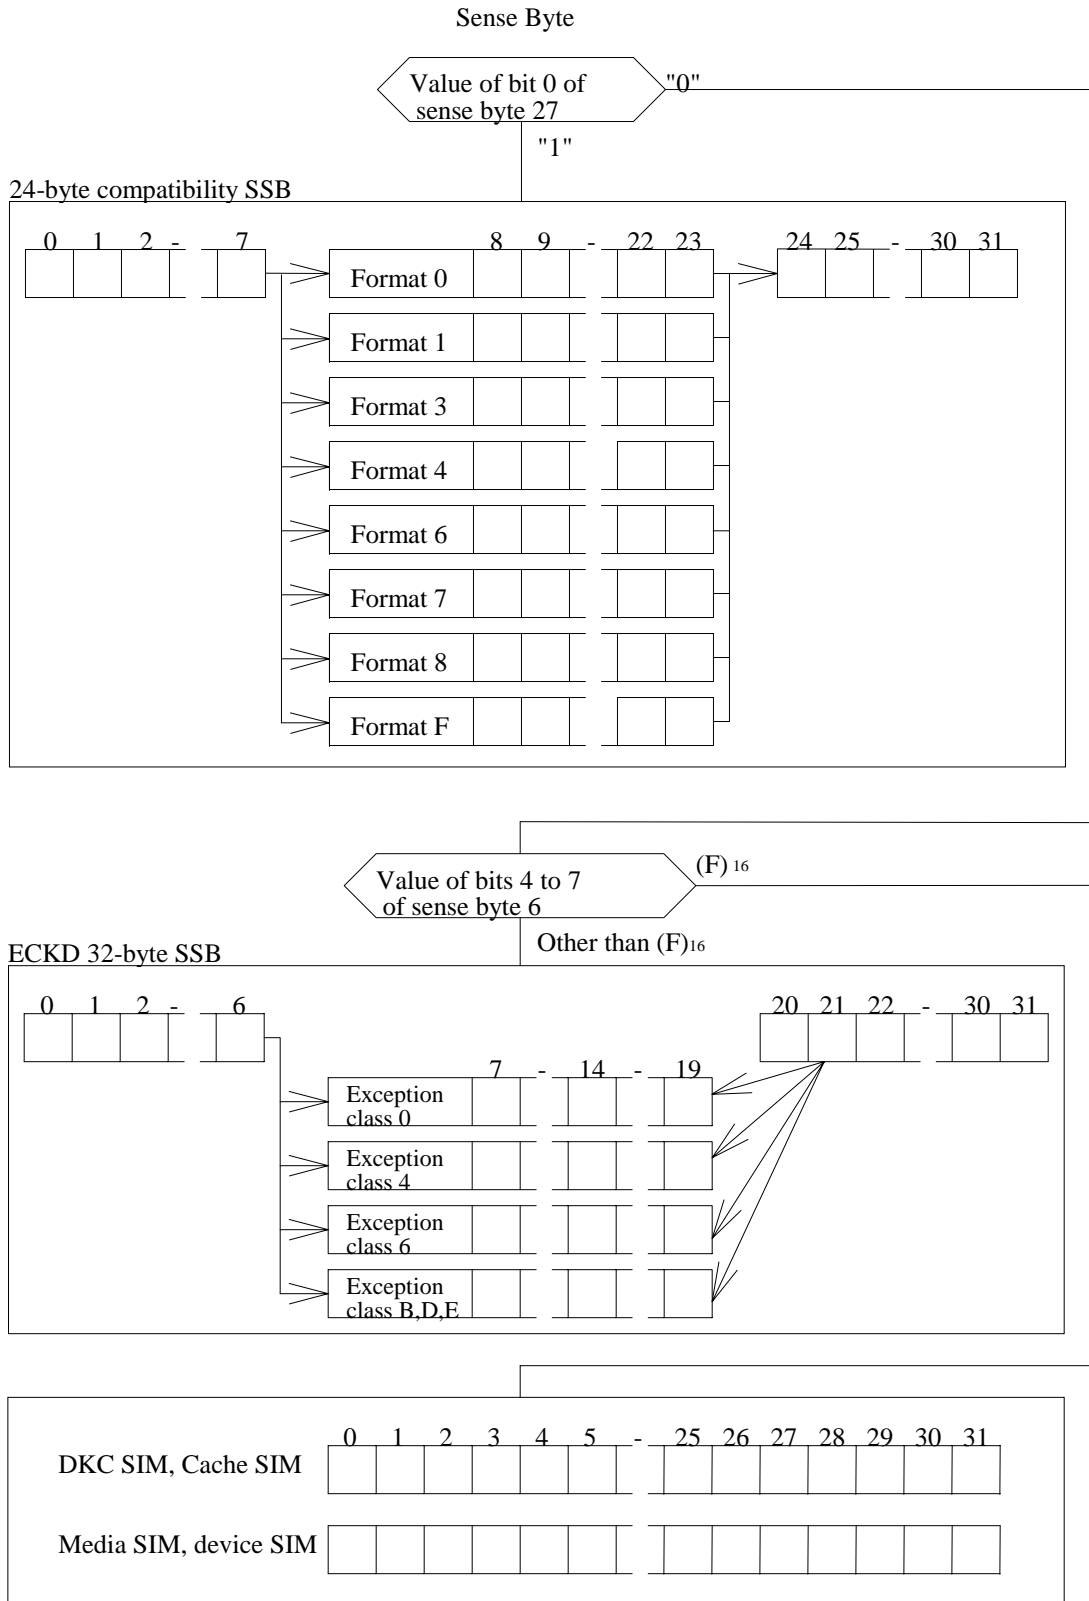 Sense Byte
Value of bit 0 of
sense byte 27
"0"
"1"
24-byte compatibility SSB
0 1 2 - 7 8 9 - 22 23 24 25 - 30 31
Format 0
Format 1
Format 3
Format 4
Format 6
Format 7
Format 8
Format F
Value of bits 4 to 7
of sense byte 6
(F) 16
Other than (F)16
ECKD 32-byte SSB
0 1 2 - 6 20 21 22 - 30 31
7 - 14 - 19
Exception
class 0
Exception
class 4
Exception
class 6
Exception
class B,D,E
0 1 2 3 4 5 - 25 26 27 28 29 30 31
DKC SIM, Cache SIM
Media SIM, device SIM